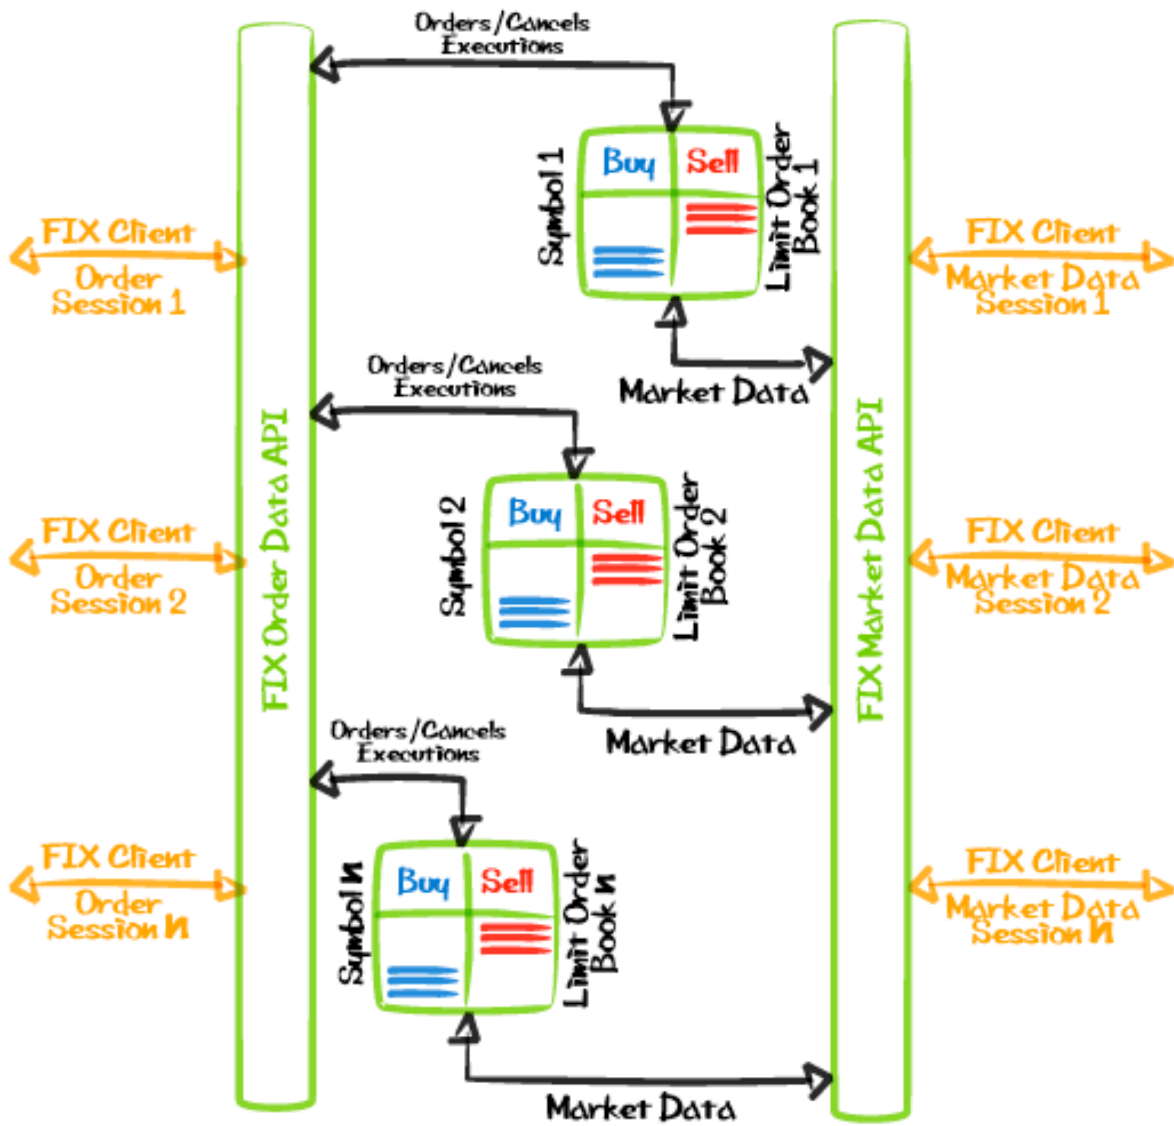 Orders/Cancels
Executions
Symbol 1
Buy
Sell
Limit Order
Book 1
FIX Client
Order
Session 1
FIX Client
Market Data
Session 1
Market Data
Orders/Cancels
Executions
FIX Order Data API
FIX Market Data API
Symbol 2
Buy
Sell
Limit Order
Book 2
FIX Client
Order
Session 2
FIX Client
Market Data
Session 2
Market Data
Orders/Cancels
Executions
Symbol N
Buy
Sell
Limit Order
Book N
FIX Client
Order
Session N
FIX Client
Market Data
Session N
Market Data